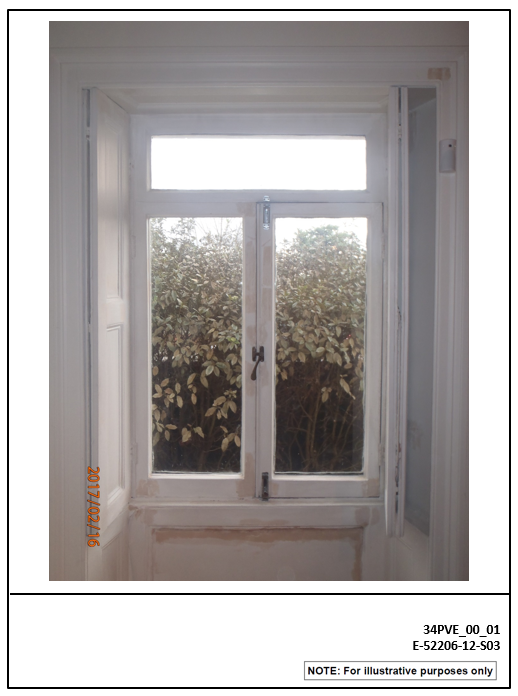 2017/02/16
34PVE_00_01
E-52206-12-S03
NOTE: For illustrative purposes only